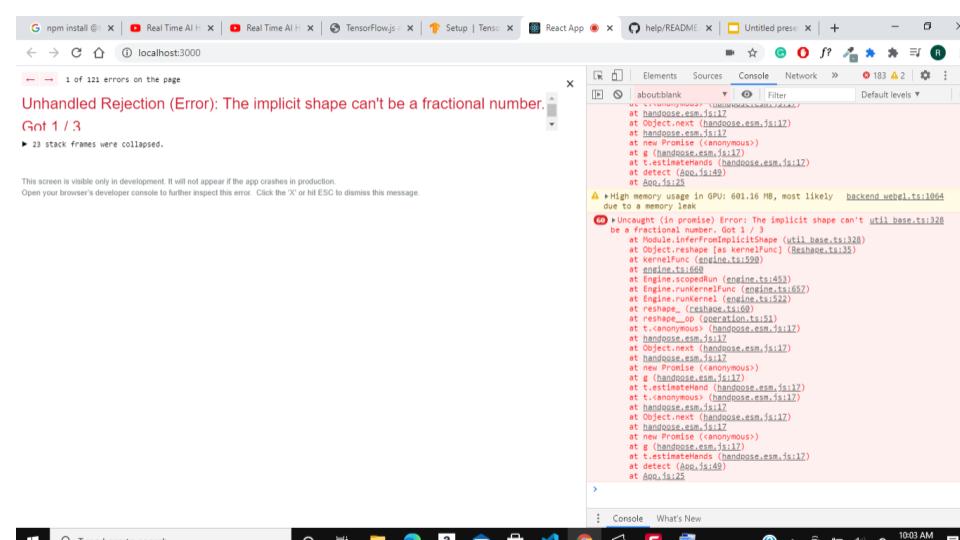 npm install @t
Real Time AI H
Real Time AI H
TensorFlow.js
Setup | Tensc
React App
help/README
Untitled prese
localhost:3000
f?
R
1 of 121 errors on the page
Unhandled Rejection (Error): The implicit shape can't be a fractional number.
Got 1 / 3
▶ 23 stack frames were collapsed.
This screen is visible only in development. It will not appear if the app crashes in production.
Open your browser's developer console to further inspect this error. Click the 'X' or hit ESC to dismiss this message.
Elements Sources Console Network » 183 2
about:blank Filter Default levels ▼
at t.<anonymous> (handpose.esm.js:17)
at handpose.esm.js:17
at Object.next (handpose.esm.js:17)
at handpose.esm.js:17
at new Promise (<anonymous>)
at g (handpose.esm.js:17)
at t.estimateHands (handpose.esm.js:17)
at detect (App.js:49)
at App.js:25
▶High memory usage in GPU: 601.16 MB, most likely backend_webgl.ts:1064
due to a memory leak
60 ▶Uncaught (in promise) Error: The implicit shape can't util_base.ts:328
be a fractional number. Got 1 / 3
at Module.inferFromImplicitShape (util_base.ts:328)
at Object.reshape [as kernelFunc] (Reshape.ts:35)
at kernelFunc (engine.ts:590)
at engine.ts:660
at Engine.scopedRun (engine.ts:453)
at Engine.runKernelFunc (engine.ts:657)
at Engine.runKernel (engine.ts:522)
at reshape_ (reshape.ts:60)
at reshape__op (operation.ts:51)
at t.<anonymous> (handpose.esm.js:17)
at handpose.esm.js:17
at Object.next (handpose.esm.js:17)
at handpose.esm.js:17
at new Promise (<anonymous>)
at g (handpose.esm.js:17)
at t.estimateHand (handpose.esm.js:17)
at t.<anonymous> (handpose.esm.js:17)
at handpose.esm.js:17
at Object.next (handpose.esm.js:17)
at handpose.esm.js:17
at new Promise (<anonymous>)
at g (handpose.esm.js:17)
at t.estimateHands (handpose.esm.js:17)
at detect (App.js:49)
at App.js:25
Console What's New
10:03 AM